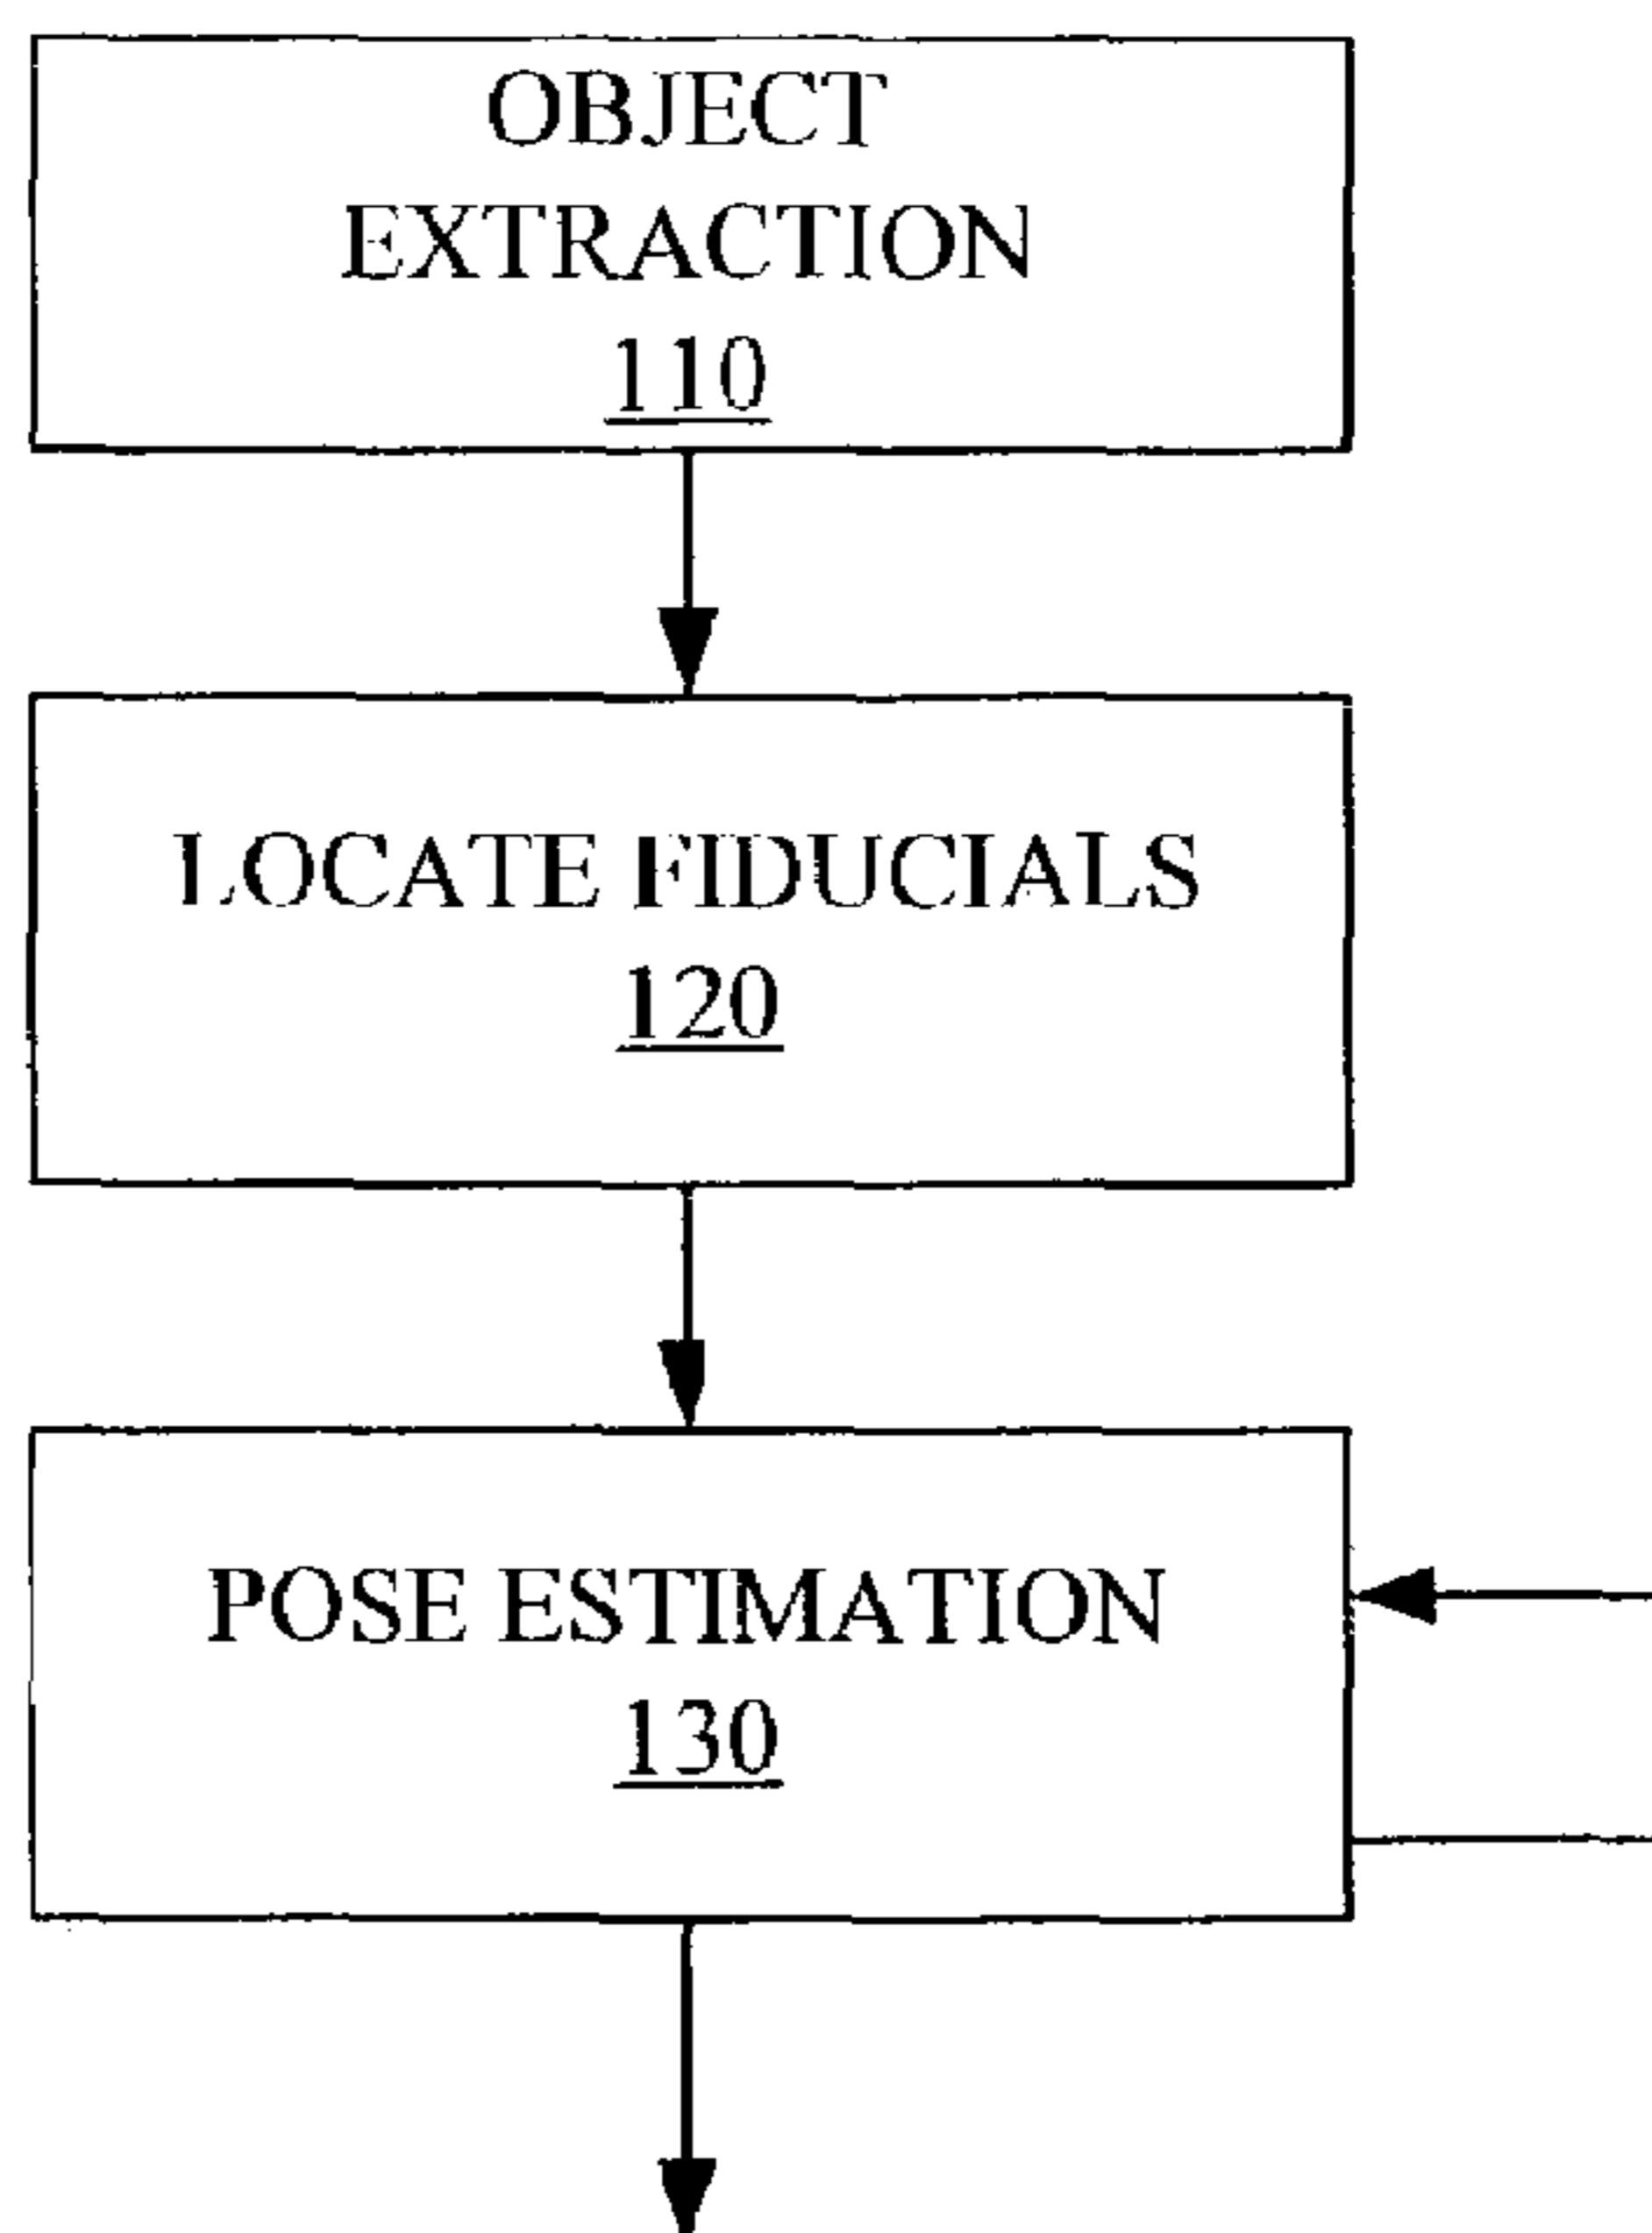 OBJECT
EXTRACTION
110
LOCATE FIDUCIALS
120
POSE ESTIMATION
130